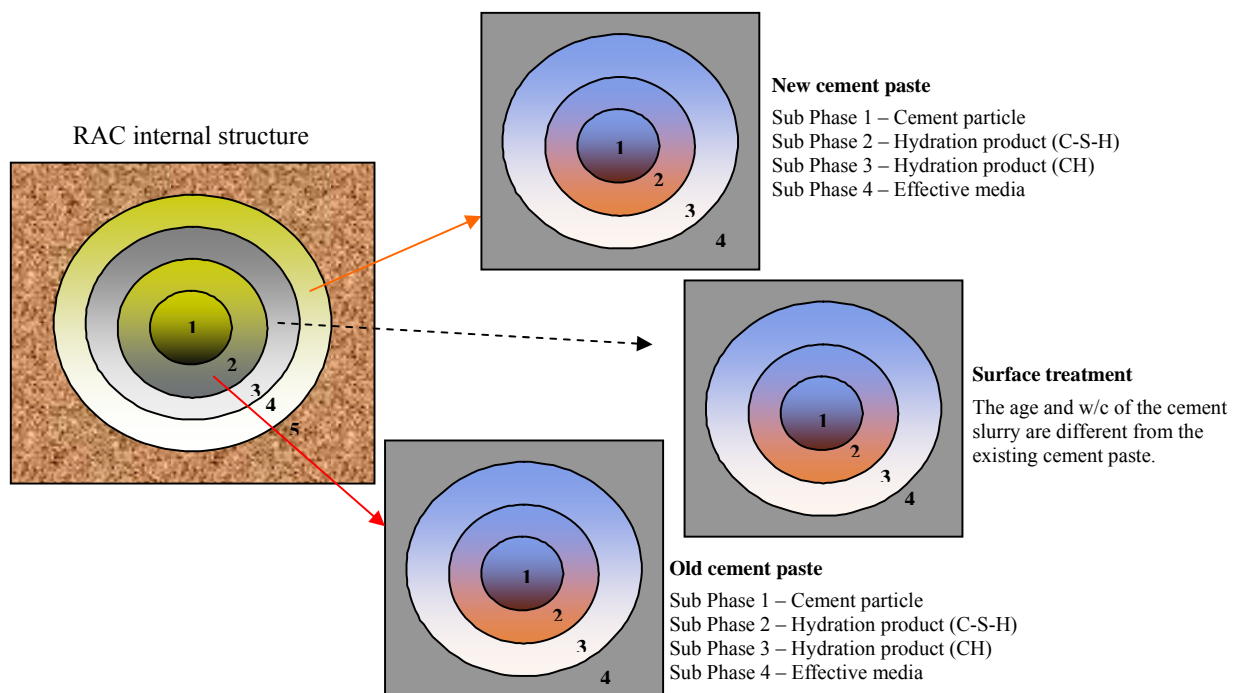 RAC internal structure
1
2
3
4
5
1
2
3
4
New cement paste
Sub Phase 1 – Cement particle
Sub Phase 2 – Hydration product (C-S-H)
Sub Phase 3 – Hydration product (CH)
Sub Phase 4 – Effective media
1
2
3
4
Surface treatment
The age and w/c of the cement
slurry are different from the
existing cement paste.
1
2
3
4
Old cement paste
Sub Phase 1 – Cement particle
Sub Phase 2 – Hydration product (C-S-H)
Sub Phase 3 – Hydration product (CH)
Sub Phase 4 – Effective media